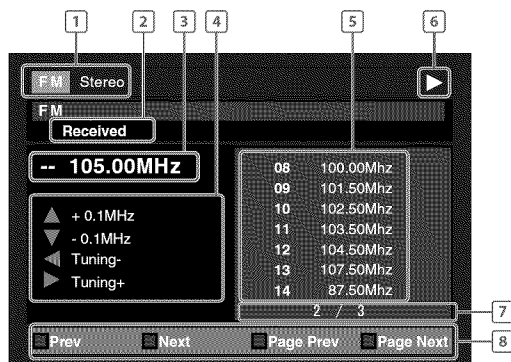 1 2 3 4 5 6
FM Stereo
FM
Received
-- 105.00MHz
+ 0.1MHz
- 0.1MHz
Tuning-
Tuning+
08 100.00Mhz
09 101.50Mhz
10 102.50Mhz
11 103.50Mhz
12 104.50Mhz
13 107.50Mhz
14 87.50Mhz
2 / 3
7
Prev Next Page Prev Page Next
8